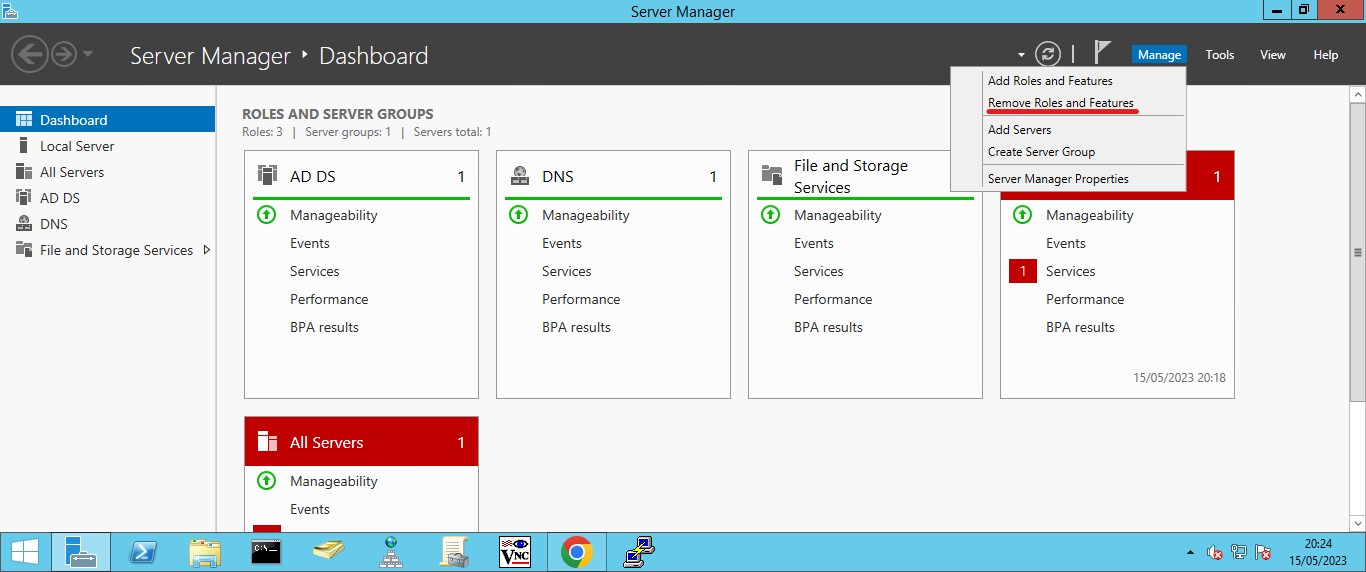 Server Manager
Server Manager ‣ Dashboard
Manage
Tools
View
Help
Add Roles and Features
Remove Roles and Features
Add Servers
Create Server Group
Server Manager Properties
Dashboard
Local Server
All Servers
AD DS
DNS
File and Storage Services
ROLES AND SERVER GROUPS
Roles: 3 | Server groups: 1 | Servers total: 1
AD DS 1
Manageability
Events
Services
Performance
BPA results
DNS 1
Manageability
Events
Services
Performance
BPA results
File and Storage
Services
Manageability
Events
Services
Performance
BPA results
1
Manageability
Events
1 Services
Performance
BPA results
15/05/2023 20:18
All Servers 1
Manageability
Events
C:\
VNC
20:24
15/05/2023